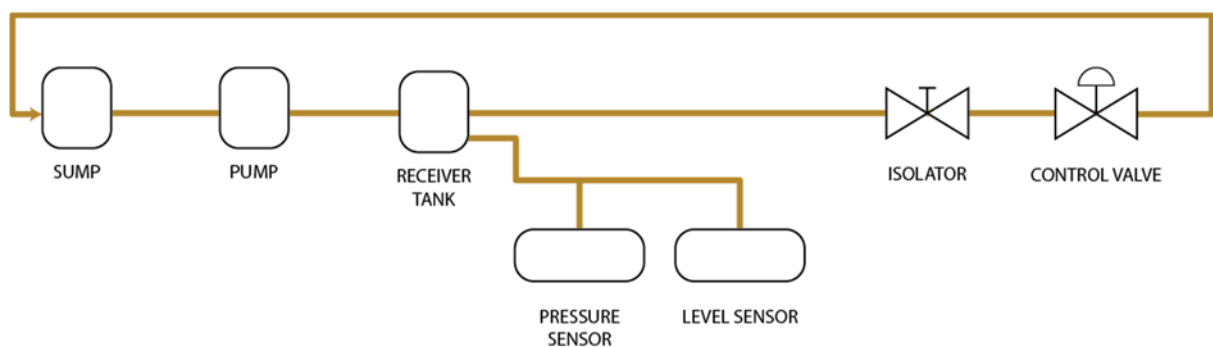 SUMP
PUMP
RECEIVER
TANK
ISOLATOR
CONTROL VALVE
PRESSURE
SENSOR
LEVEL SENSOR